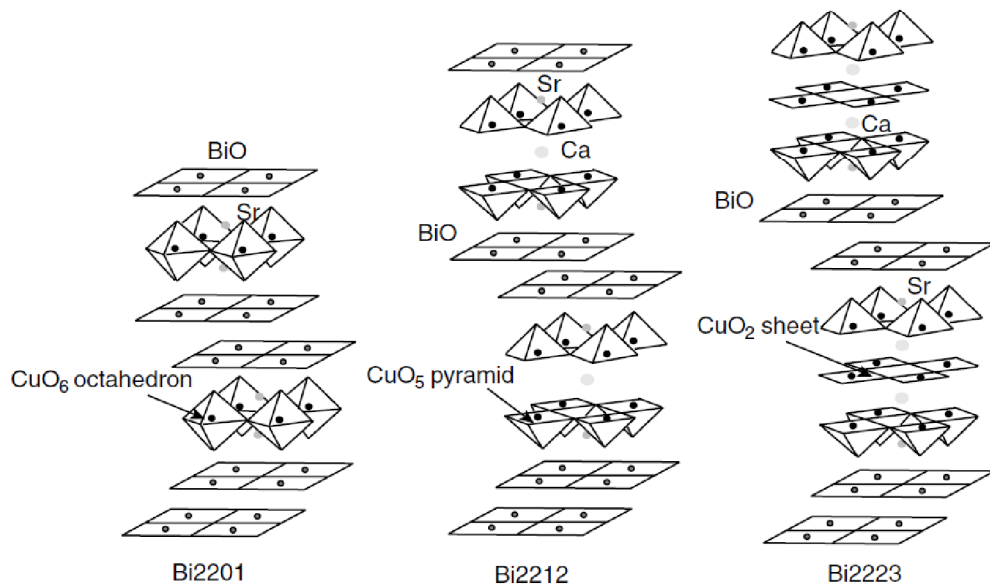 BiO
Sr
CuO₆ octahedron
Bi2201
Sr
Ca
BiO
CuO₅ pyramid
Bi2212
Ca
BiO
Sr
CuO₂ sheet
Bi2223